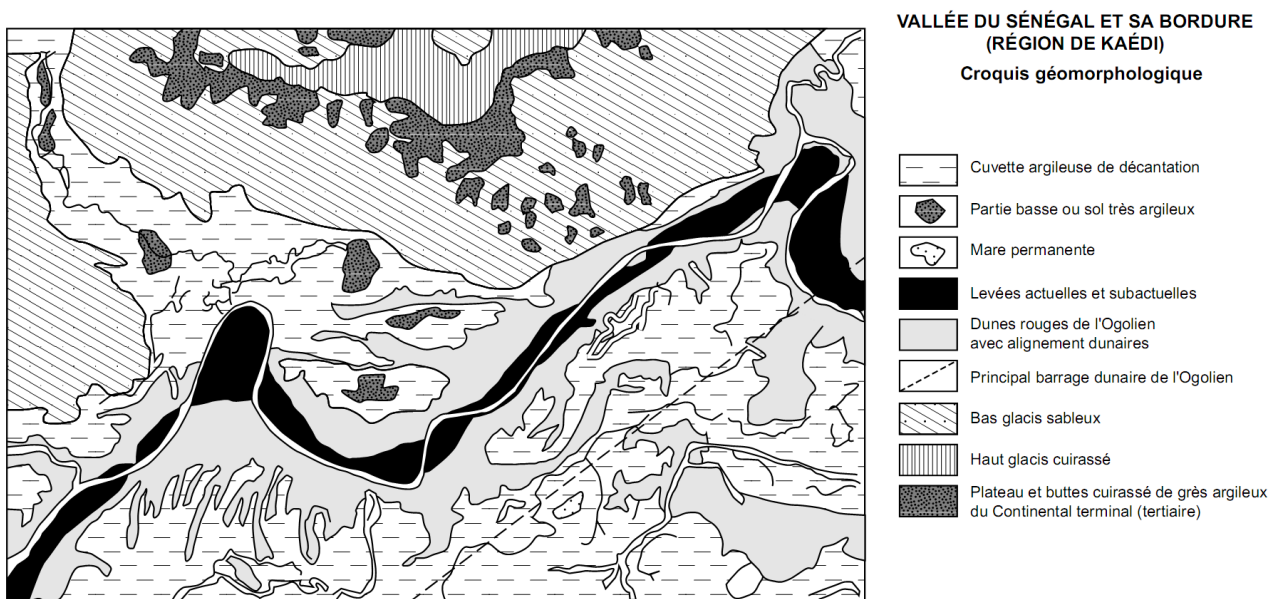 VALLÉE DU SÉNÉGAL ET SA BORDURE
(RÉGION DE KAÉDI)
Croquis géomorphologique
Cuvette argileuse de décantation
Partie basse ou sol très argileux
Mare permanente
Levées actuelles et subactuelles
Dunes rouges de l'Ogolien
avec alignement dunaires
Principal barrage dunaire de l'Ogolien
Bas glacis sableux
Haut glacis cuirassé
Plateau et buttes cuirassé de grès argileux
du Continental terminal (tertiaire)